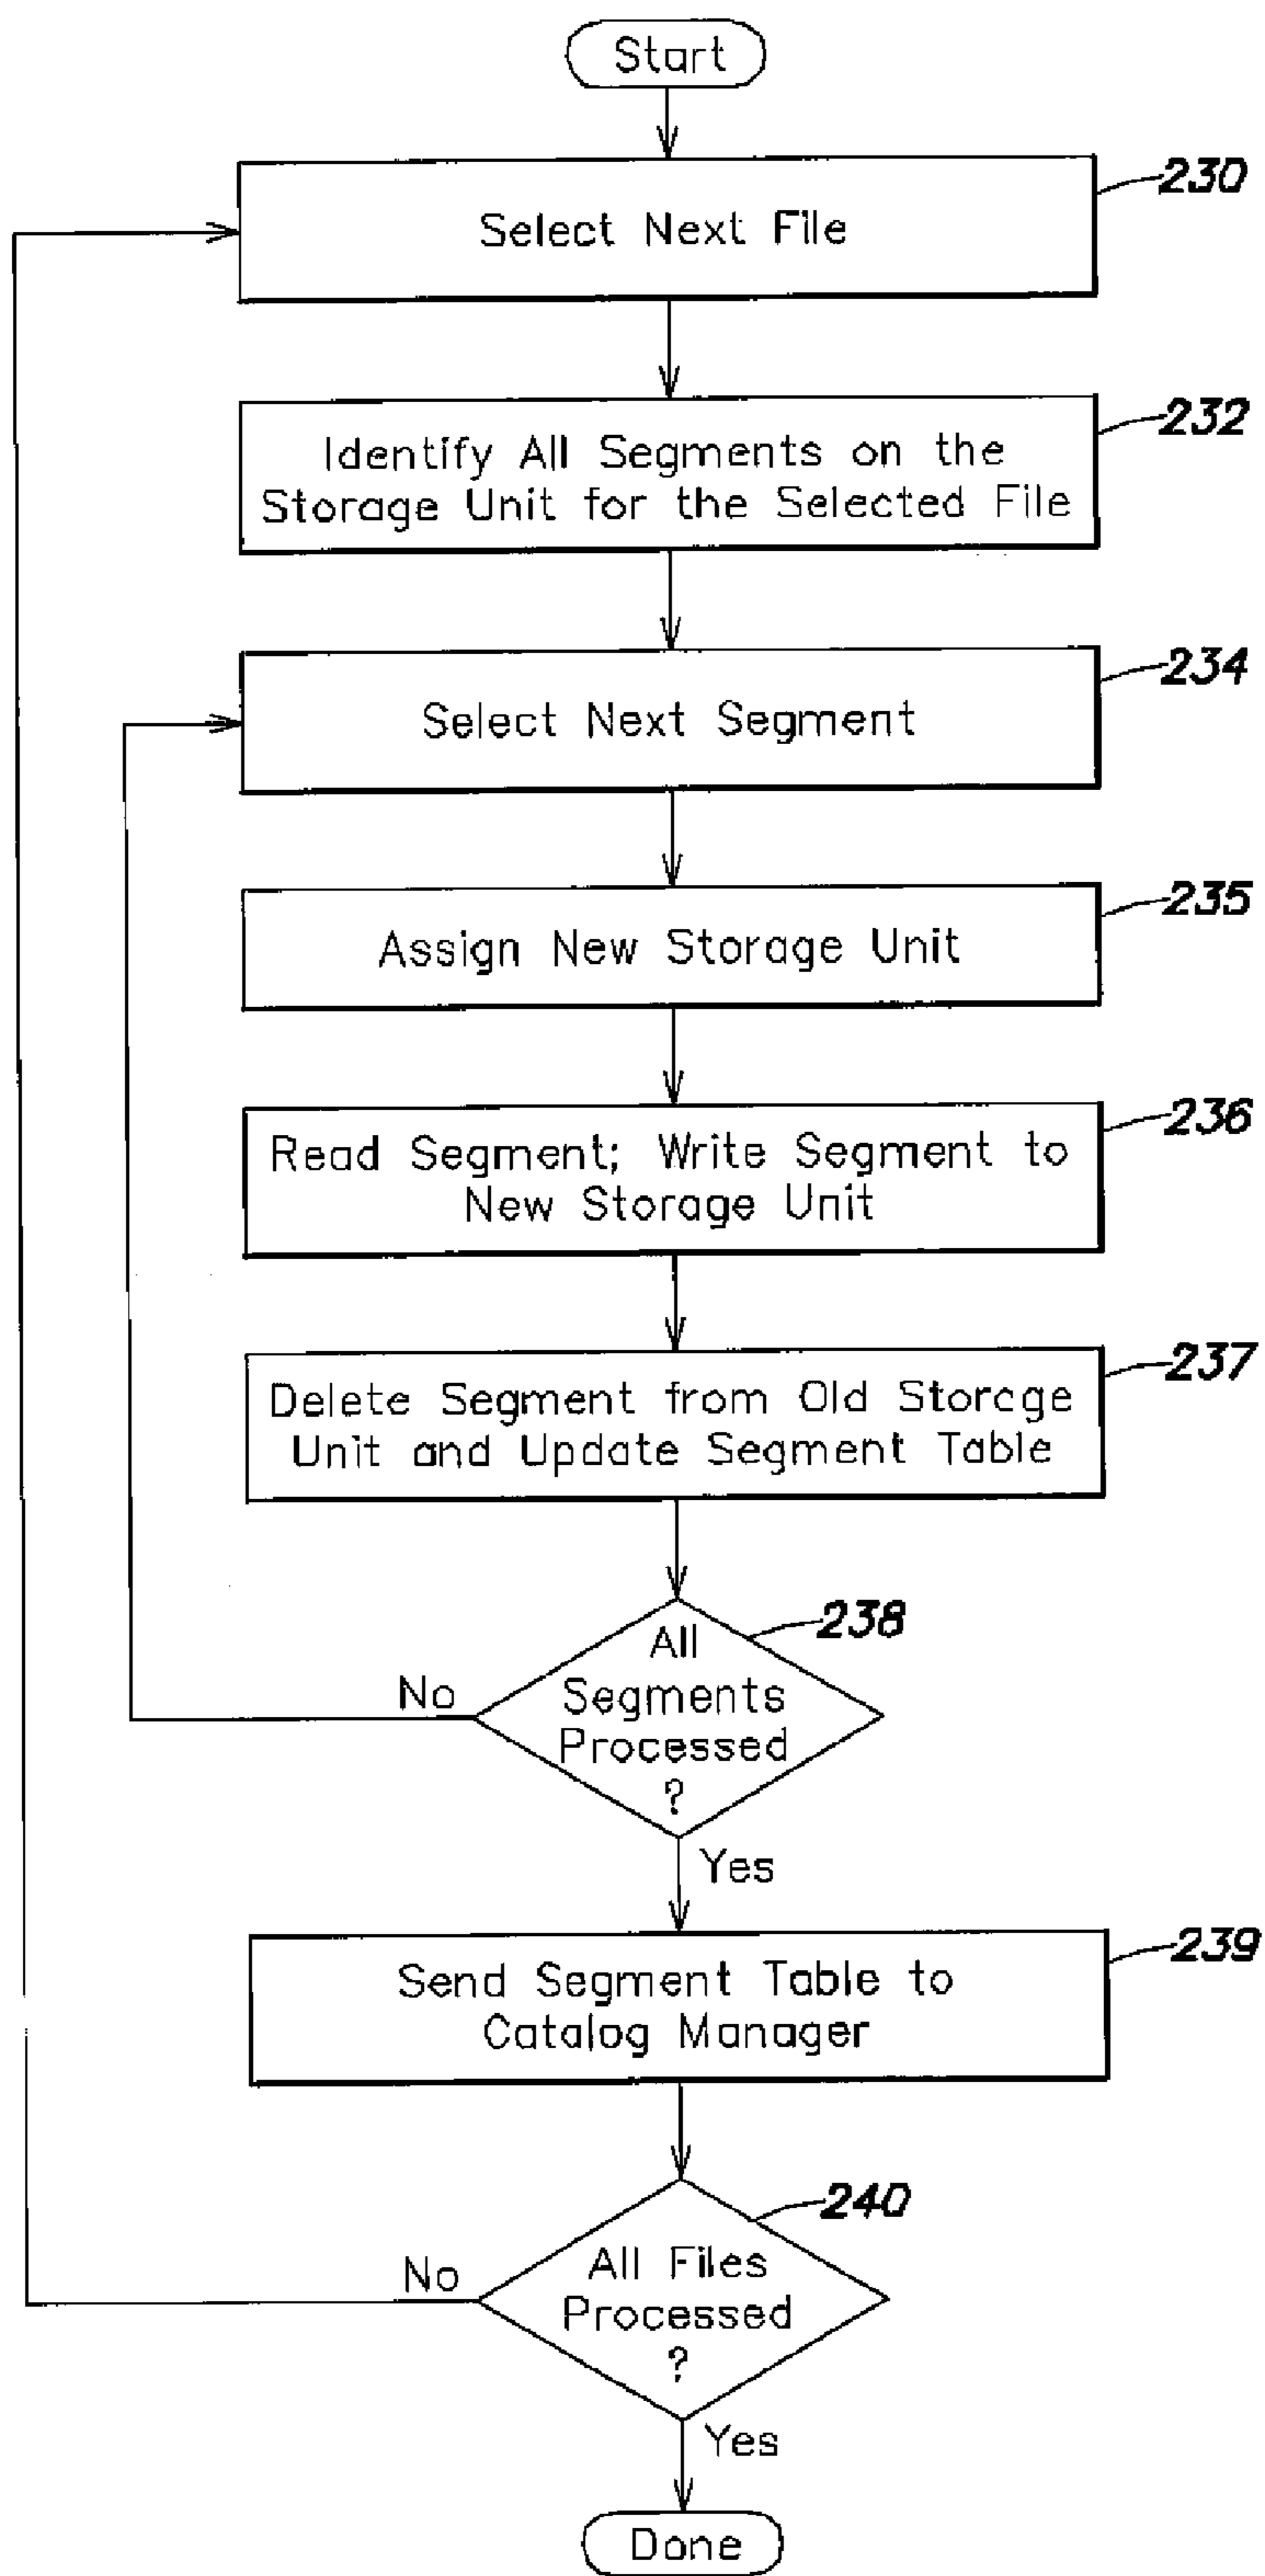 Start
230
Select Next File
232
Identify All Segments on the
Storage Unit for the Selected File
234
Select Next Segment
235
Assign New Storage Unit
236
Read Segment; Write Segment to
New Storage Unit
237
Delete Segment from Old Storage
Unit and Update Segment Table
238
All
Segments
Processed
?
No
Yes
239
Send Segment Table to
Catalog Manager
240
All Files
Processed
?
No
Yes
Done